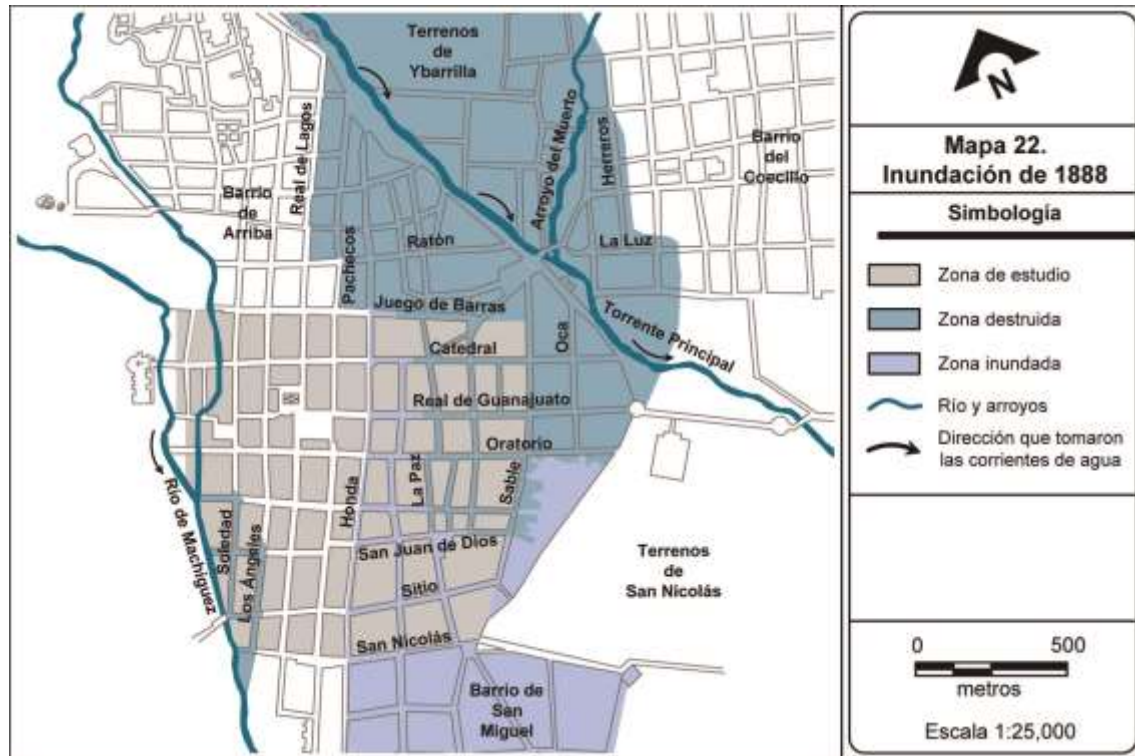 Terrenos
de
Ybarrilla
Real de Lagos
Arroyo del Muerto
Herreros
Barrio
del
Coecillo
Barrio
de
Arriba
Pachecos
Ratón
La Luz
Juego de Barras
Catedral
Oca
Torrente Principal
Real de Guanajuato
Oratorio
Honda
La Paz
Sable
Río de Machiguez
Soledad
Los Ángeles
San Juan de Dios
Sitio
San Nicolás
Terrenos
de
San Nicolás
Barrio de
San
Miguel
N
Mapa 22.
Inundación de 1888
Simbología
Zona de estudio
Zona destruida
Zona inundada
Río y arroyos
Dirección que tomaron
las corrientes de agua
0 500
metros
Escala 1:25,000